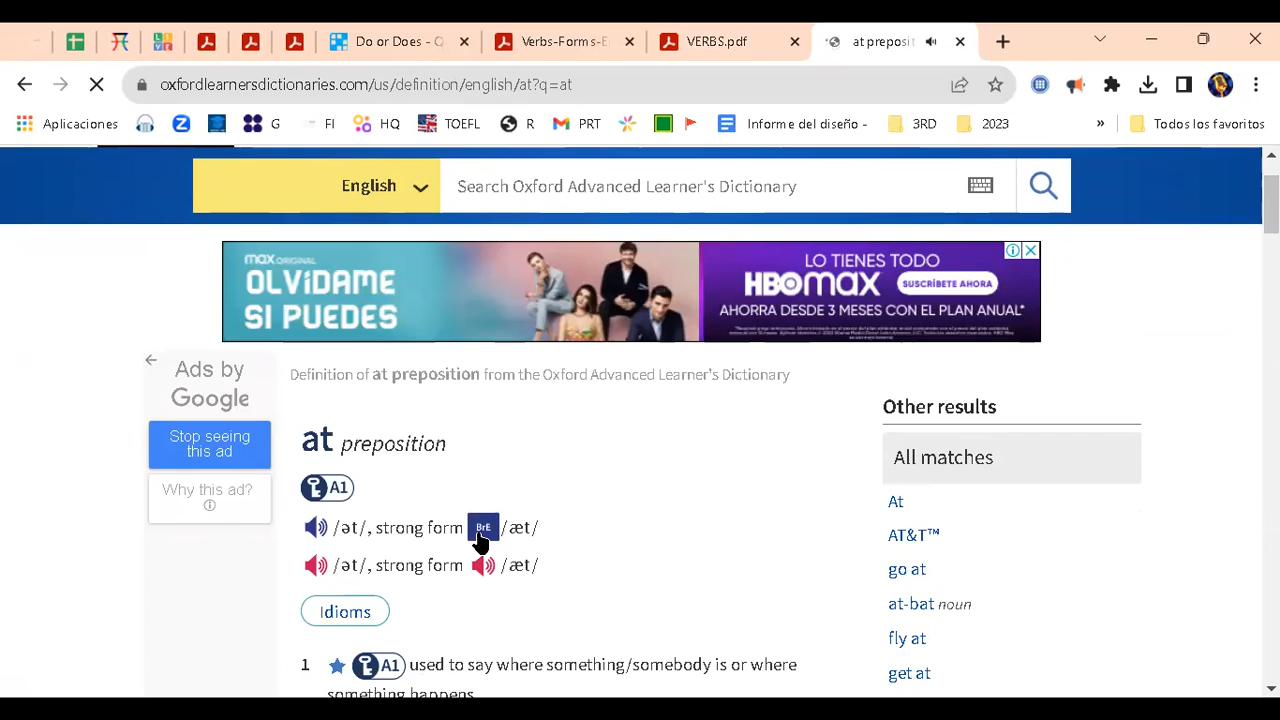 Do or Does - Q
Verbs-Forms-E
VERBS.pdf
at preposit
oxfordlearnersdictionaries.com/us/definition/english/at?q=at
Aplicaciones
G
FI
HQ
TOEFL
R
PRT
Informe del diseño -
3RD
2023
»
Todos los favoritos
English
Search Oxford Advanced Learner's Dictionary
max ORIGINAL
OLVÍDAME
SI PUEDES
LO TIENES TODO
HBOmax
SUSCRÍBETE AHORA
AHORA DESDE 3 MESES CON EL PLAN ANUAL*
Ads by
Google
Stop seeing
this ad
Why this ad?
Definition of at preposition from the Oxford Advanced Learner's Dictionary
at preposition
A1
/ət/, strong form BrE /æt/
/ət/, strong form /æt/
Idioms
1 A1 used to say where something/somebody is or where
something happens
Other results
All matches
At
AT&T™
go at
at-bat noun
fly at
get at